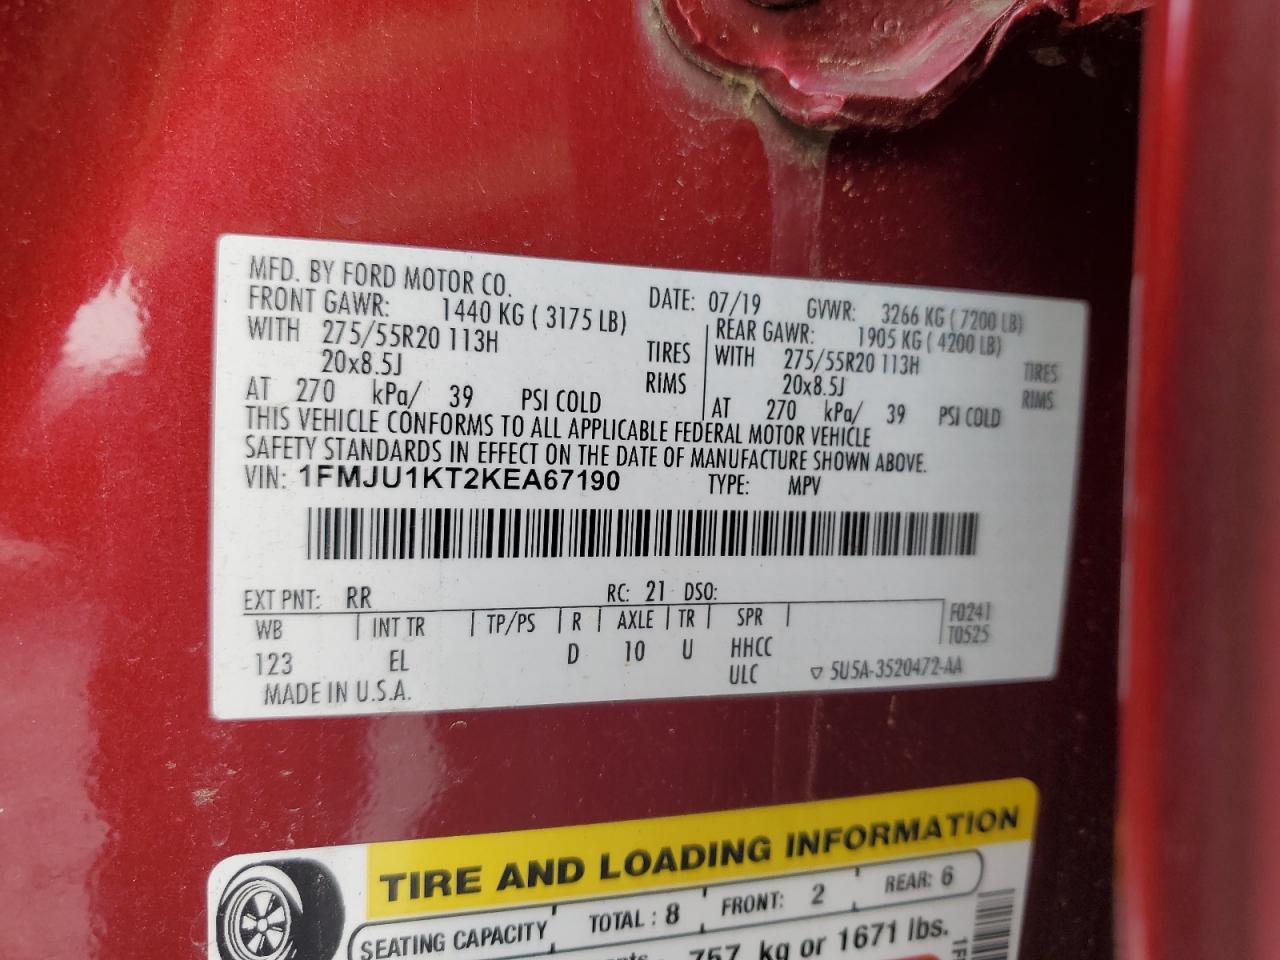 MFD. BY FORD MOTOR CO.
DATE: 07/19 GVWR: 3266 KG ( 7200 LB)
FRONT GAWR: 1440 KG ( 3175 LB)
WITH 275/55R20 113H TIRES
20x8.5J RIMS
AT 270 kPa/ 39 PSI COLD
REAR GAWR: 1905 KG ( 4200 LB)
WITH 275/55R20 113H TIRES
20x8.5J RIMS
AT 270 kPa/ 39 PSI COLD
THIS VEHICLE CONFORMS TO ALL APPLICABLE FEDERAL MOTOR VEHICLE
SAFETY STANDARDS IN EFFECT ON THE DATE OF MANUFACTURE SHOWN ABOVE.
VIN: 1FMJU1KT2KEA67190 TYPE: MPV
EXT PNT: RR RC: 21 DSO:
WB INT TR TP/PS R AXLE TR SPR F0241
T0525
123 EL D 10 U HHCC
ULC ▽ 5U5A-3520472-AA
MADE IN U.S.A.
TIRE AND LOADING INFORMATION
SEATING CAPACITY TOTAL : 8 FRONT: 2 REAR: 6
757 kg or 1671 lbs.